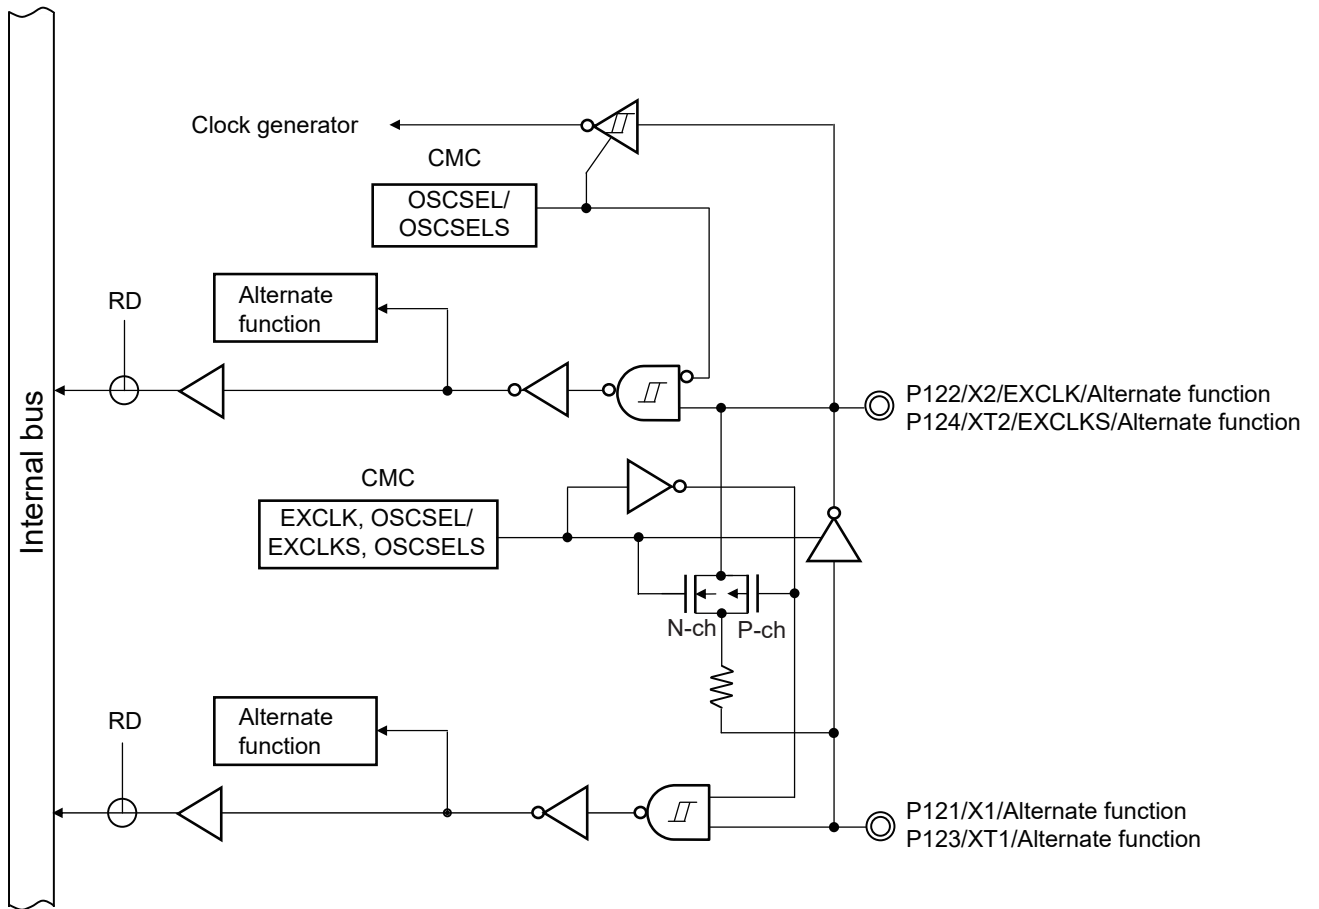 Clock generator
CMC
OSCSEL/
OSCSELS
RD
Alternate
function
P122/X2/EXCLK/Alternate function
P124/XT2/EXCLKS/Alternate function
Internal bus
CMC
EXCLK, OSCSEL/
EXCLKS, OSCSELS
N-ch
P-ch
RD
Alternate
function
P121/X1/Alternate function
P123/XT1/Alternate function